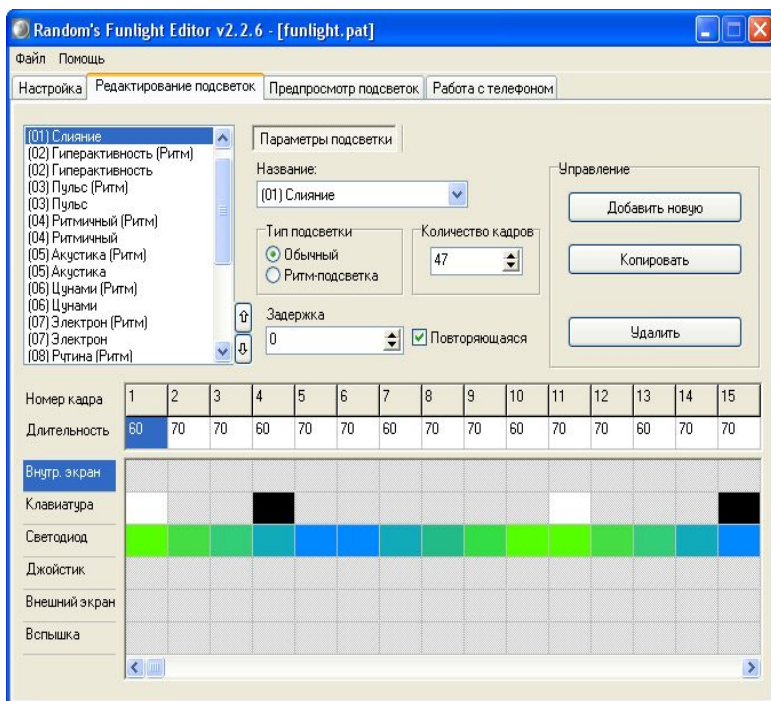 Random's Funlight Editor v2.2.6 - [funlight.pat]
Файл Помощь
Настройка Редактирование подсветок Предпросмотр подсветок Работа с телефоном
(01) Слияние
(02) Гиперактивность (Ритм)
(02) Гиперактивность
(03) Пульс (Ритм)
(03) Пульс
(04) Ритмичный (Ритм)
(04) Ритмичный
(05) Акустика (Ритм)
(05) Акустика
(06) Цунами (Ритм)
(06) Цунами
(07) Электрон (Ритм)
(07) Электрон
(08) Рутина (Ритм)
Параметры подсветки
Название:
(01) Слияние
Тип подсветки
Обычный
Ритм-подсветка
Количество кадров
47
Задержка
0
Повторяющаяся
Управление
Добавить новую
Копировать
Удалить
Номер кадра 1 2 3 4 5 6 7 8 9 10 11 12 13 14 15
Длительность 60 70 70 60 70 70 60 70 70 60 70 70 60 70 70
Внутр. экран
Клавиатура
Светодиод
Джойстик
Внешний экран
Вспышка